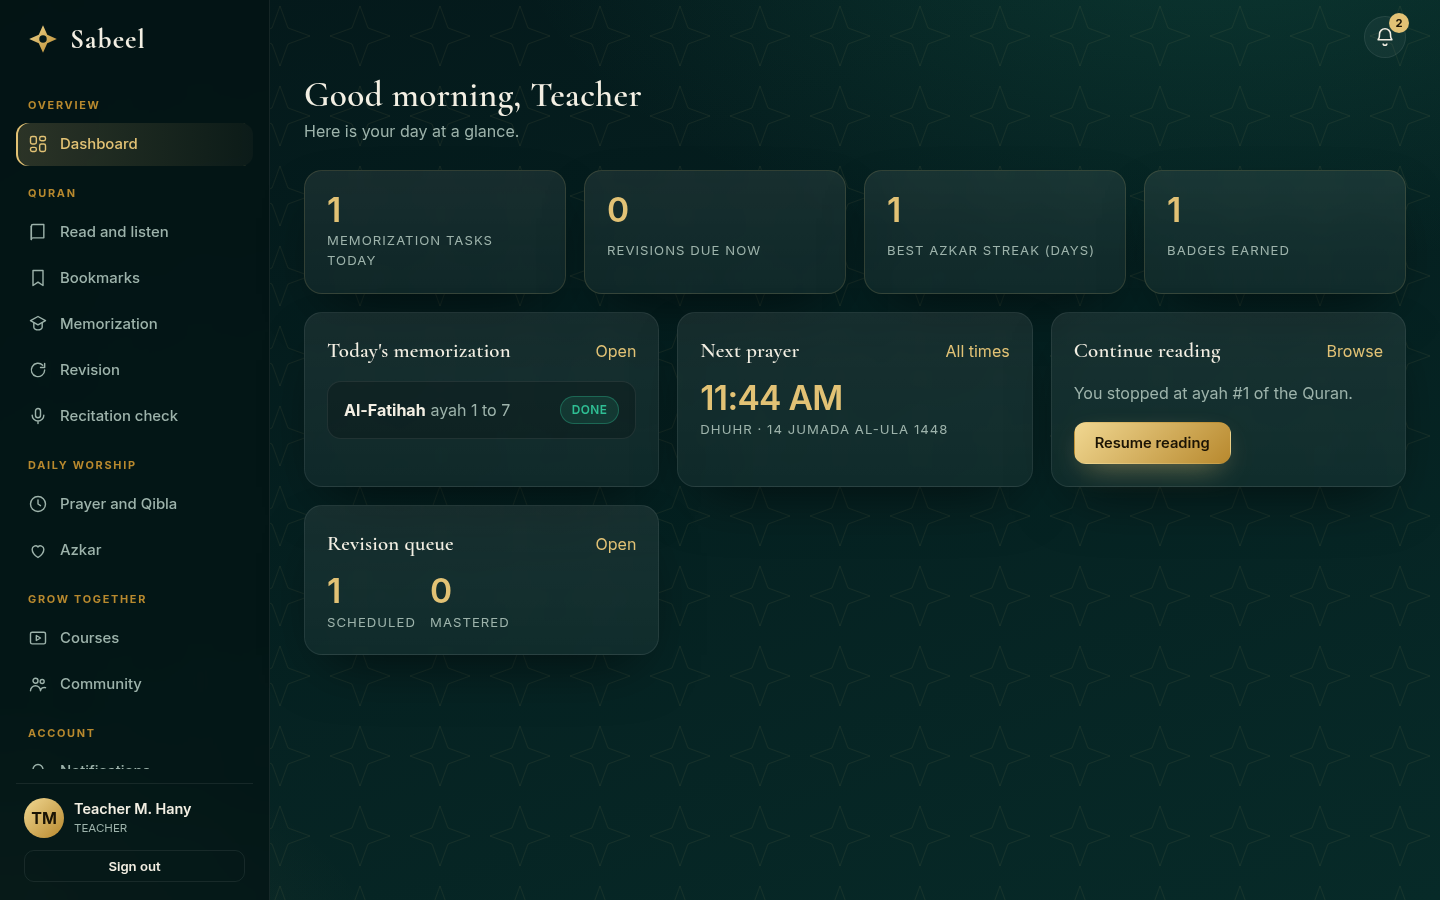 Sabeel
OVERVIEW
Dashboard
QURAN
Read and listen
Bookmarks
Memorization
Revision
Recitation check
DAILY WORSHIP
Prayer and Qibla
Azkar
GROW TOGETHER
Courses
Community
ACCOUNT
Notifications
TM
Teacher M. Hany
TEACHER
Sign out
2
Good morning, Teacher
Here is your day at a glance.
1
MEMORIZATION TASKS
TODAY
0
REVISIONS DUE NOW
1
BEST AZKAR STREAK (DAYS)
1
BADGES EARNED
Today's memorization Open
Al-Fatihah ayah 1 to 7 DONE
Next prayer All times
11:44 AM
DHUHR · 14 JUMADA AL-ULA 1448
Continue reading Browse
You stopped at ayah #1 of the Quran.
Resume reading
Revision queue Open
1 0
SCHEDULED MASTERED